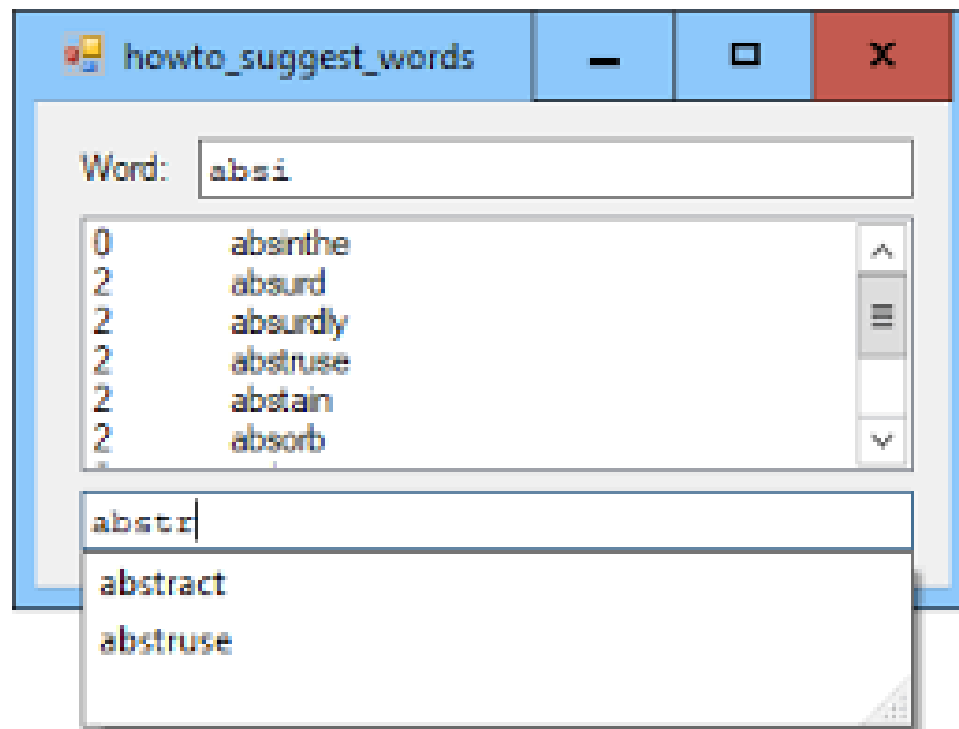 howto_suggest_words
Word: absi
0 absinthe
2 absurd
2 absurdly
2 abstruse
2 abstain
2 absorb
abstr
abstract
abstruse